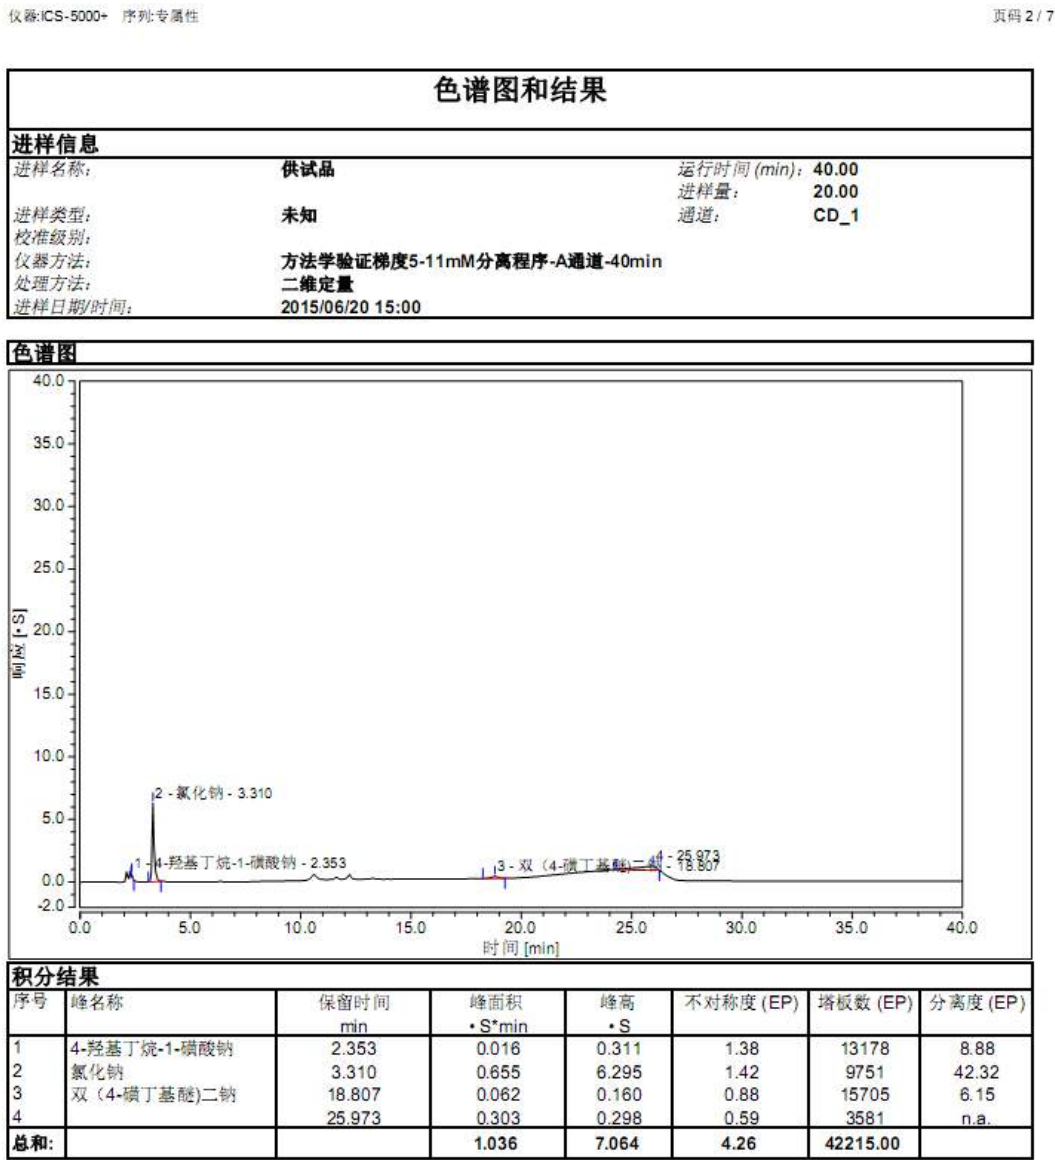 仪器:ICS-5000+ 序列:专属性
页码 2 / 7
色谱图和结果
进样信息
进样名称: 供试品 运行时间 (min): 40.00
进样量: 20.00
进样类型: 未知 通道: CD_1
校准级别:
仪器方法: 方法学验证梯度5-11mM分离程序-A通道-40min
处理方法: 二维定量
进样日期/时间: 2015/06/20 15:00
色谱图
40.0
35.0
30.0
25.0
20.0
15.0
10.0
5.0
0.0
-2.0
响应 [•S]
2 - 氯化钠 - 3.310
1 - 4-羟基丁烷-1-磺酸钠 - 2.353
4 - 25.973
3 - 双（4-磺丁基醚)二钠 - 18.807
0.0 5.0 10.0 15.0 20.0 25.0 30.0 35.0 40.0
时间 [min]
积分结果
序号 峰名称 保留时间 峰面积 峰高 不对称度 (EP) 塔板数 (EP) 分离度 (EP)
min •S*min •S
1 4-羟基丁烷-1-磺酸钠 2.353 0.016 0.311 1.38 13178 8.88
2 氯化钠 3.310 0.655 6.295 1.42 9751 42.32
3 双（4-磺丁基醚)二钠 18.807 0.062 0.160 0.88 15705 6.15
4 25.973 0.303 0.298 0.59 3581 n.a.
总和: 1.036 7.064 4.26 42215.00